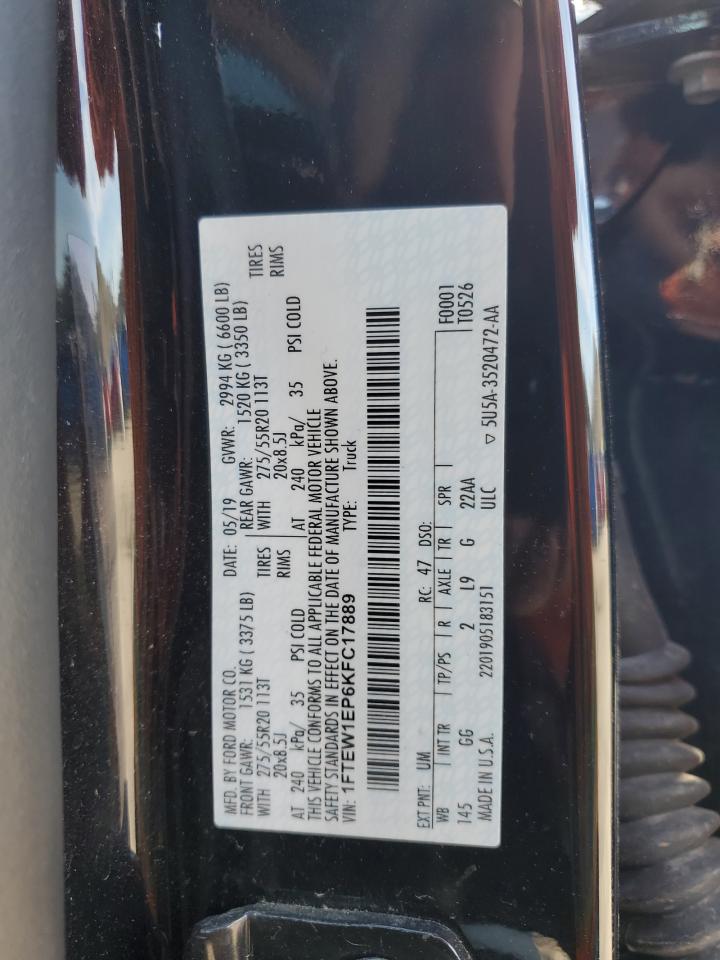 MFD. BY FORD MOTOR CO. DATE: 05/19 GVWR: 2994 KG ( 6600 LB)
FRONT GAWR: 1531 KG ( 3375 LB) REAR GAWR: 1520 KG ( 3350 LB)
WITH 275/55R20 113T TIRES WITH 275/55R20 113T TIRES
20x8.5J RIMS 20x8.5J RIMS
AT 240 kPa/ 35 PSI COLD AT 240 kPa/ 35 PSI COLD
THIS VEHICLE CONFORMS TO ALL APPLICABLE FEDERAL MOTOR VEHICLE
SAFETY STANDARDS IN EFFECT ON THE DATE OF MANUFACTURE SHOWN ABOVE.
VIN: 1FTEW1EP6KFC17889 TYPE: Truck
EXT PNT: UM RC: 47 DSO: F0001
WB INT TR TP/PS R AXLE TR SPR T0526
145 GG 2 L9 G 22AA
MADE IN U.S.A. 2201905183151 ULC ▽ 5U5A-3520472-AA